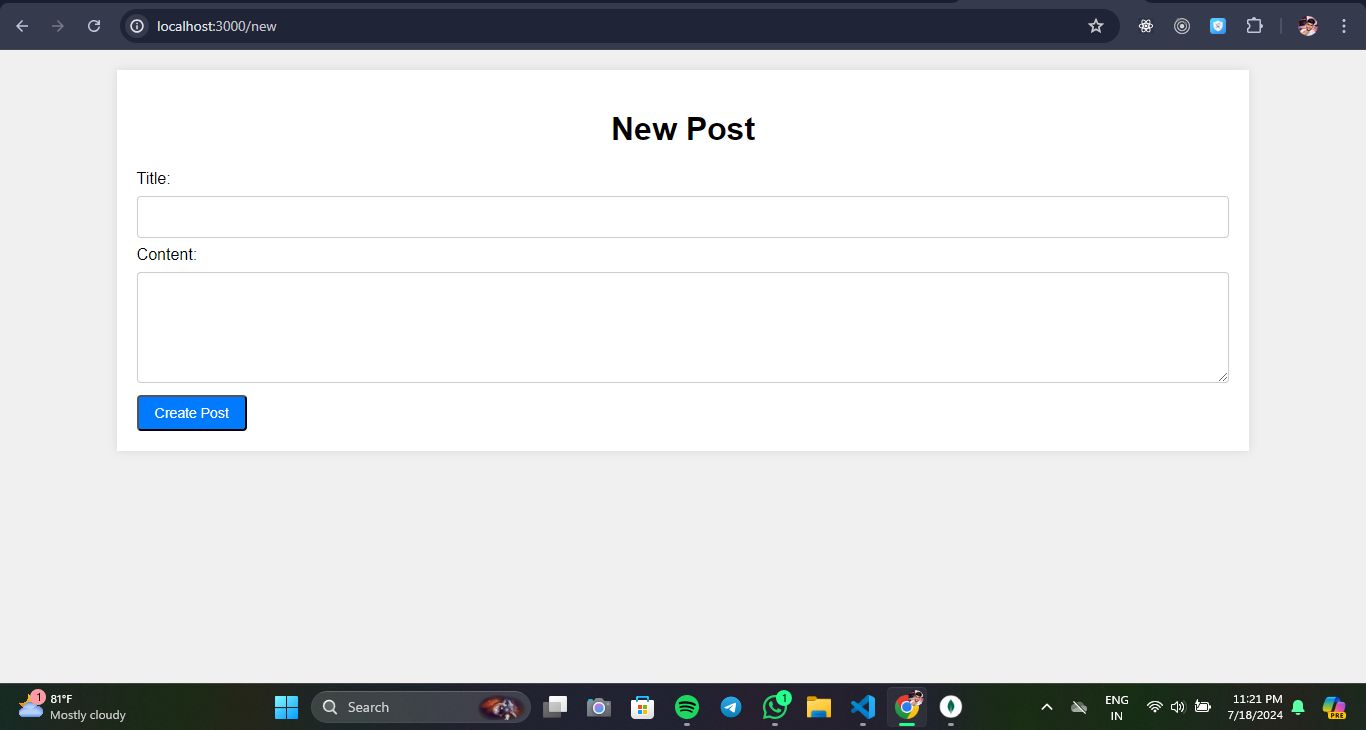 localhost:3000/new
New Post
Title:
Content:
Create Post
1
81°F
Mostly cloudy
Search
1
ENG
IN
11:21 PM
7/18/2024
PRE